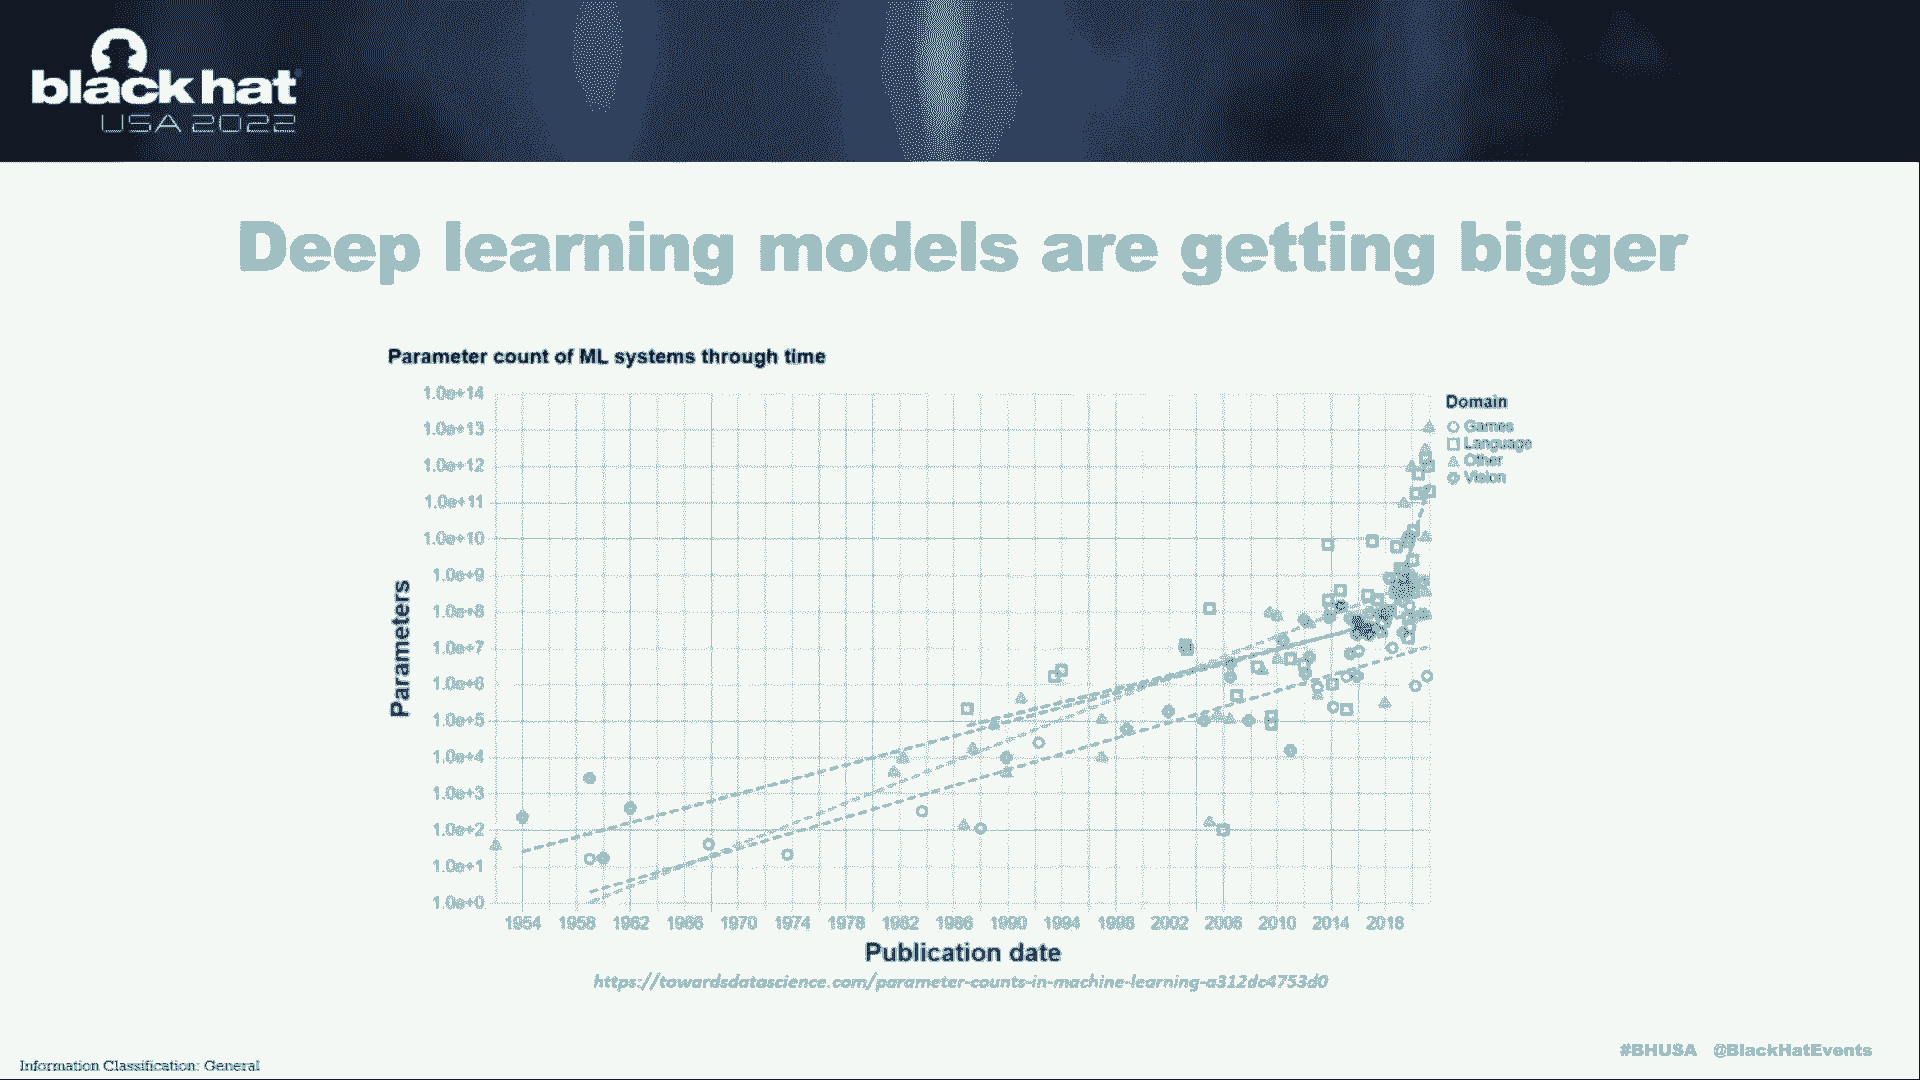 black hat
USA 2022
Deep learning models are getting bigger
Parameter count of ML systems through time
1.0e+14
1.0e+13
1.0e+12
1.0e+11
1.0e+10
1.0e+9
1.0e+8
1.0e+7
1.0e+6
1.0e+5
1.0e+4
1.0e+3
1.0e+2
1.0e+1
1.0e+0
Parameters
Domain
Games
Language
Other
Vision
1954 1958 1962 1966 1970 1974 1978 1982 1986 1990 1994 1998 2002 2006 2010 2014 2018
Publication date
https://towardsdatascience.com/parameter-counts-in-machine-learning-a312dc4753d0
Information Classification: General
#BHUSA @BlackHatEvents